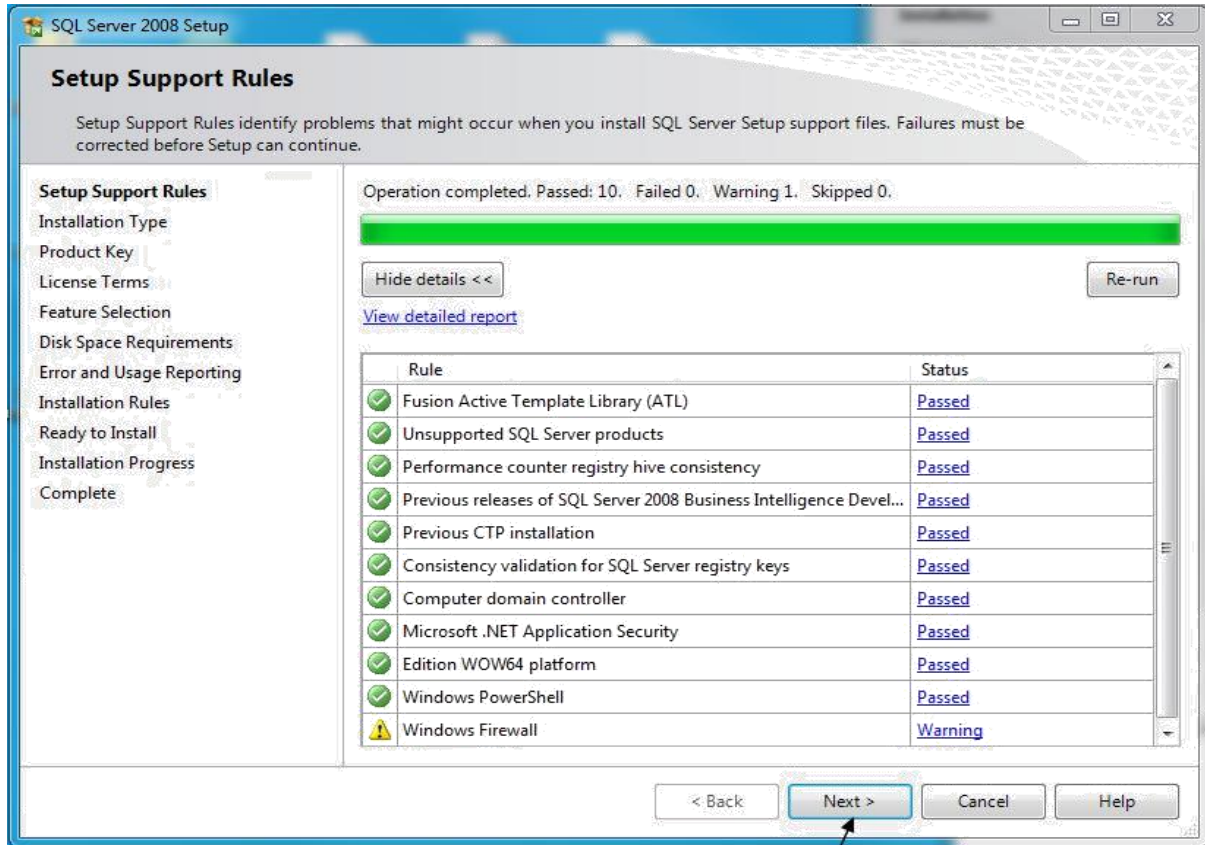 SQL Server 2008 Setup
Setup Support Rules
Setup Support Rules identify problems that might occur when you install SQL Server Setup support files. Failures must be
corrected before Setup can continue.
Setup Support Rules
Installation Type
Product Key
License Terms
Feature Selection
Disk Space Requirements
Error and Usage Reporting
Installation Rules
Ready to Install
Installation Progress
Complete
Operation completed. Passed: 10. Failed 0. Warning 1. Skipped 0.
Hide details <<
Re-run
View detailed report
Rule Status
Fusion Active Template Library (ATL) Passed
Unsupported SQL Server products Passed
Performance counter registry hive consistency Passed
Previous releases of SQL Server 2008 Business Intelligence Devel... Passed
Previous CTP installation Passed
Consistency validation for SQL Server registry keys Passed
Computer domain controller Passed
Microsoft .NET Application Security Passed
Edition WOW64 platform Passed
Windows PowerShell Passed
Windows Firewall Warning
< Back Next > Cancel Help